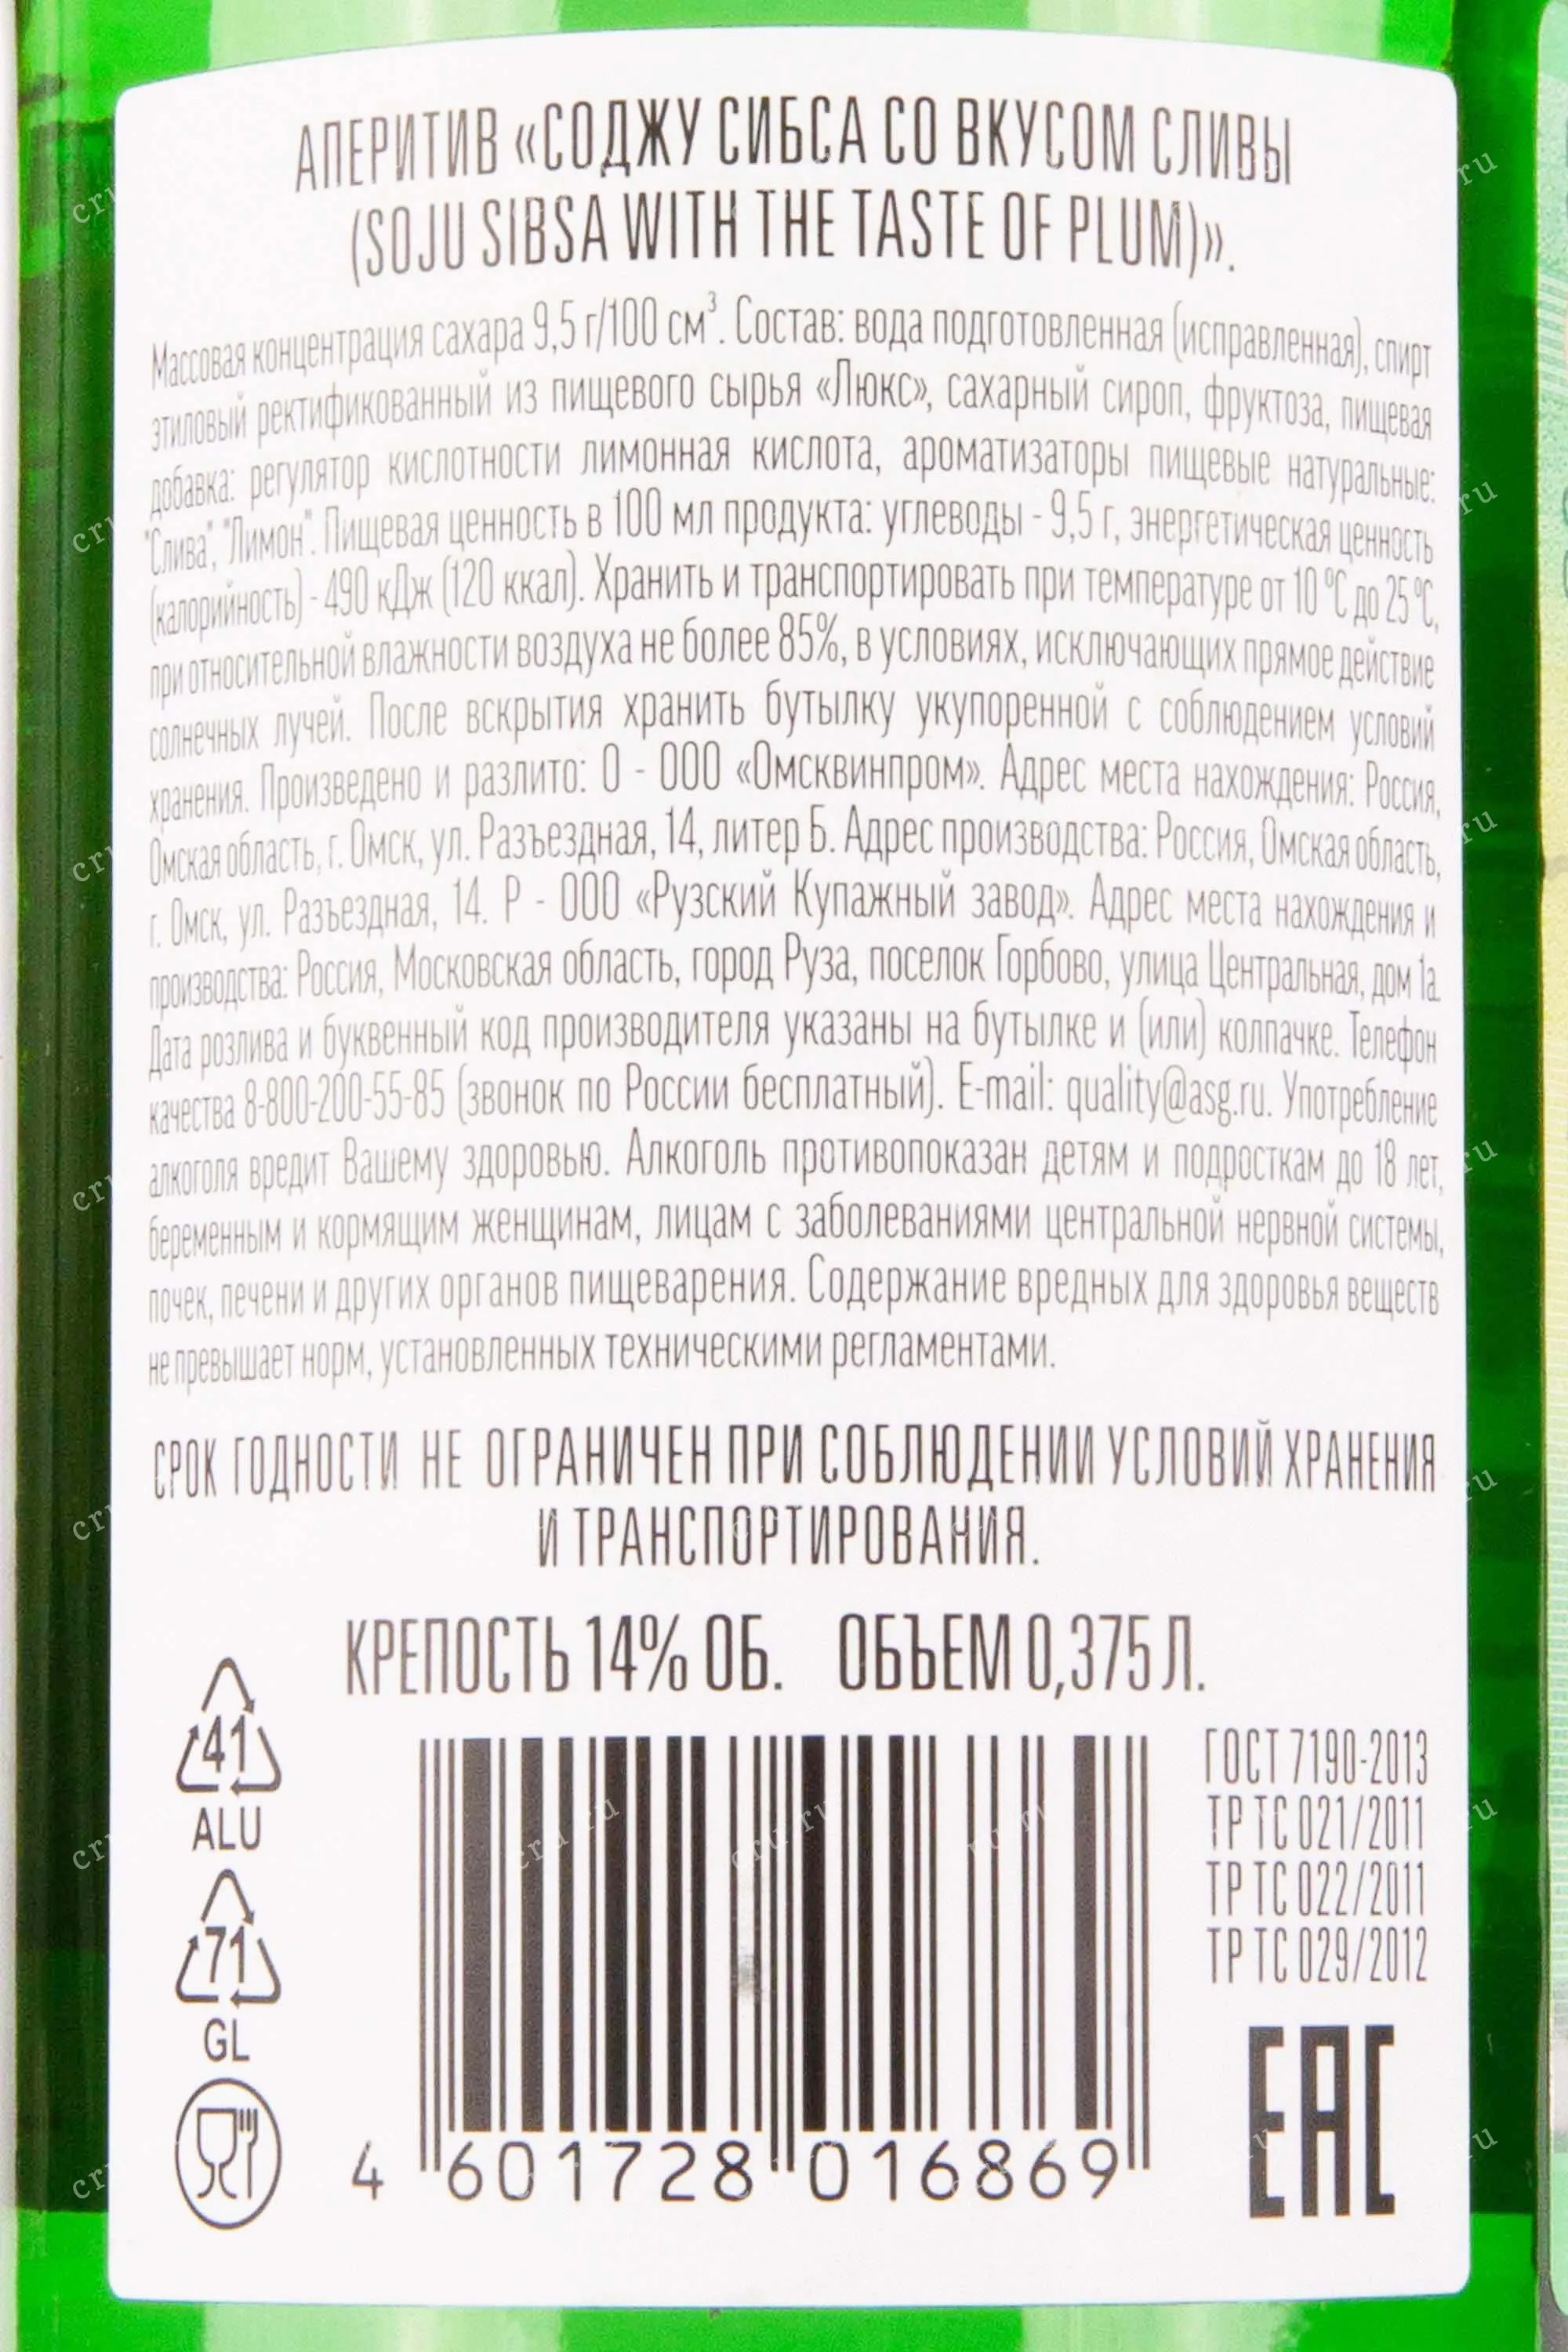 АПЕРИТИВ «СОДЖУ СИБСА СО ВКУСОМ СЛИВЫ
(SOJU SIBSA WITH THE TASTE OF PLUM)».
Массовая концентрация сахара 9,5 г/100 см³. Состав: вода подготовленная (исправленная), спирт
этиловый ректификованный из пищевого сырья «Люкс», сахарный сироп, фруктоза, пищевая
добавка: регулятор кислотности лимонная кислота, ароматизаторы пищевые натуральные:
"Слива", "Лимон". Пищевая ценность в 100 мл продукта: углеводы - 9,5 г, энергетическая ценность
(калорийность) - 490 кДж (120 ккал). Хранить и транспортировать при температуре от 10 °С до 25 °С,
при относительной влажности воздуха не более 85%, в условиях, исключающих прямое действие
солнечных лучей. После вскрытия хранить бутылку укупоренной с соблюдением условий
хранения. Произведено и разлито: О - ООО «Омсквинпром». Адрес места нахождения: Россия,
Омская область, г. Омск, ул. Разъездная, 14, литер Б. Адрес производства: Россия, Омская область,
г. Омск, ул. Разъездная, 14. Р - ООО «Рузский Купажный завод». Адрес места нахождения и
производства: Россия, Московская область, город Руза, поселок Горбово, улица Центральная, дом 1а.
Дата розлива и буквенный код производителя указаны на бутылке и (или) колпачке. Телефон
качества 8-800-200-55-85 (звонок по России бесплатный). E-mail: quality@asg.ru. Употребление
алкоголя вредит Вашему здоровью. Алкоголь противопоказан детям и подросткам до 18 лет,
беременным и кормящим женщинам, лицам с заболеваниями центральной нервной системы,
почек, печени и других органов пищеварения. Содержание вредных для здоровья веществ
не превышает норм, установленных техническими регламентами.
СРОК ГОДНОСТИ НЕ ОГРАНИЧЕН ПРИ СОБЛЮДЕНИИ УСЛОВИЙ ХРАНЕНИЯ
И ТРАНСПОРТИРОВАНИЯ.
КРЕПОСТЬ 14% ОБ. ОБЪЕМ 0,375 Л.
41
ALU
71
GL
ГОСТ 7190-2013
ТР ТС 021/2011
ТР ТС 022/2011
ТР ТС 029/2012
EAC
4 601728 016869